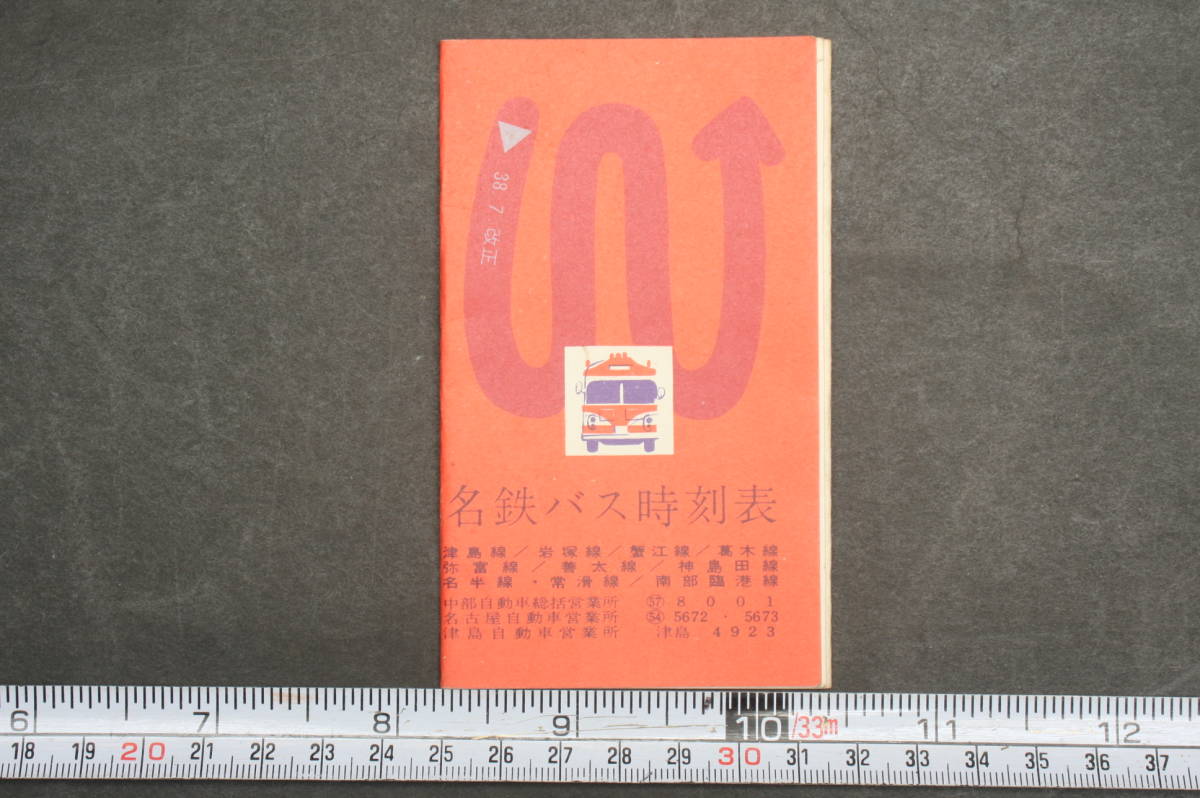 38.7 改正
名鉄バス時刻表
津島線／岩塚線／蟹江線／葛木線
弥富線／善太線／神島田線
名半線・常滑線／南部臨港線
中部自動車総括営業所 57 8001
名古屋自動車営業所 54 5672・5673
津島自動車営業所 津島 4923
6 7 8 9 10 /33m 11 12
18 19 20 21 22 23 24 25 26 27 28 29 30 31 32 33 34 35 36 37